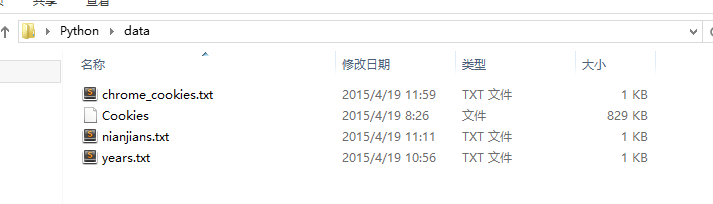 共享 查看
Python data
名称 修改日期 类型 大小
chrome_cookies.txt 2015/4/19 11:59 TXT 文件 1 KB
Cookies 2015/4/19 8:26 文件 829 KB
nianjians.txt 2015/4/19 11:11 TXT 文件 1 KB
years.txt 2015/4/19 10:56 TXT 文件 1 KB